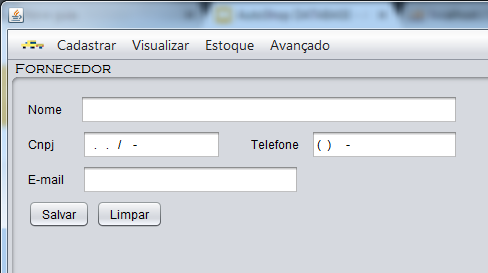 Cadastrar Visualizar Estoque Avançado
Fornecedor
Nome
Cnpj . . / - Telefone ( ) -
E-mail
Salvar Limpar